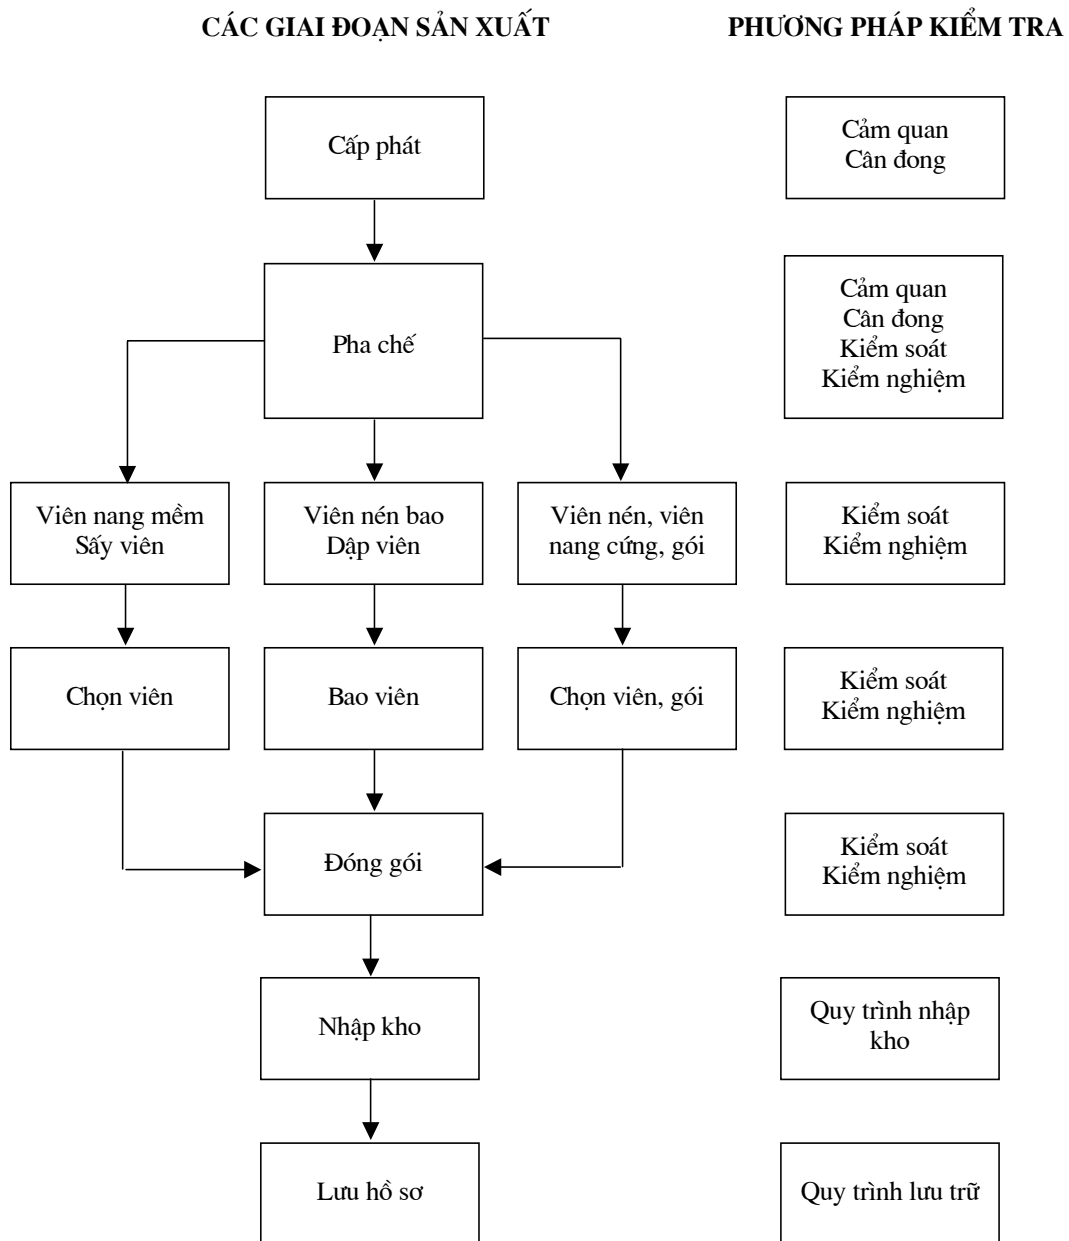 CÁC GIAI ĐOẠN SẢN XUẤT
PHƯƠNG PHÁP KIỂM TRA
Cấp phát
Cảm quan
Cân đong
Pha chế
Cảm quan
Cân đong
Kiểm soát
Kiểm nghiệm
Viên nang mềm
Sấy viên
Viên nén bao
Dập viên
Viên nén, viên
nang cứng, gói
Kiểm soát
Kiểm nghiệm
Chọn viên
Bao viên
Chọn viên, gói
Kiểm soát
Kiểm nghiệm
Đóng gói
Kiểm soát
Kiểm nghiệm
Nhập kho
Quy trình nhập
kho
Lưu hồ sơ
Quy trình lưu trữ